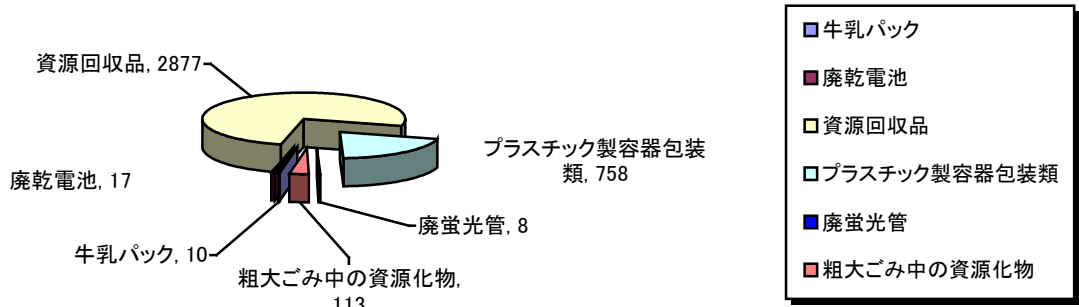 資源回収品, 2877
プラスチック製容器包装
類, 758
廃乾電池, 17
廃蛍光管, 8
牛乳パック, 10
粗大ごみ中の資源化物,
113
牛乳パック
廃乾電池
資源回収品
プラスチック製容器包装類
廃蛍光管
粗大ごみ中の資源化物